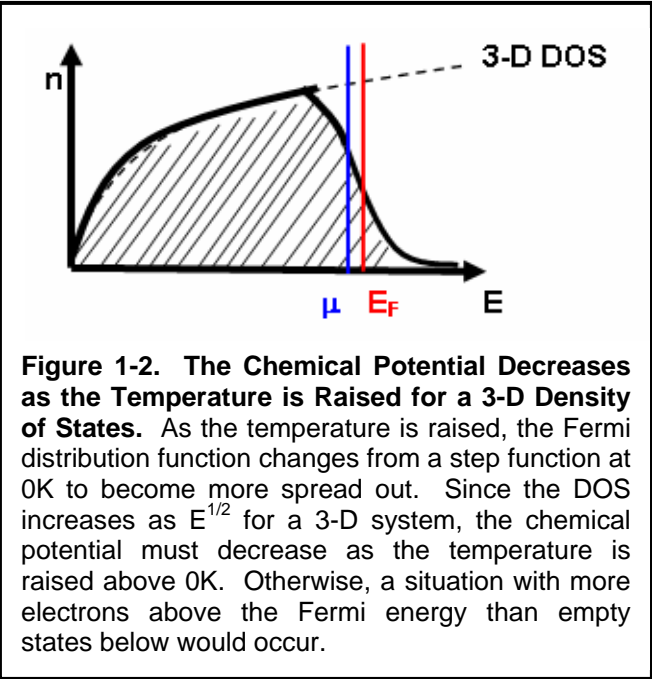 n
3-D DOS
μ
E_F
E
Figure 1-2. The Chemical Potential Decreases
as the Temperature is Raised for a 3-D Density
of States. As the temperature is raised, the Fermi
distribution function changes from a step function at
0K to become more spread out. Since the DOS
increases as E^1/2 for a 3-D system, the chemical
potential must decrease as the temperature is
raised above 0K. Otherwise, a situation with more
electrons above the Fermi energy than empty
states below would occur.